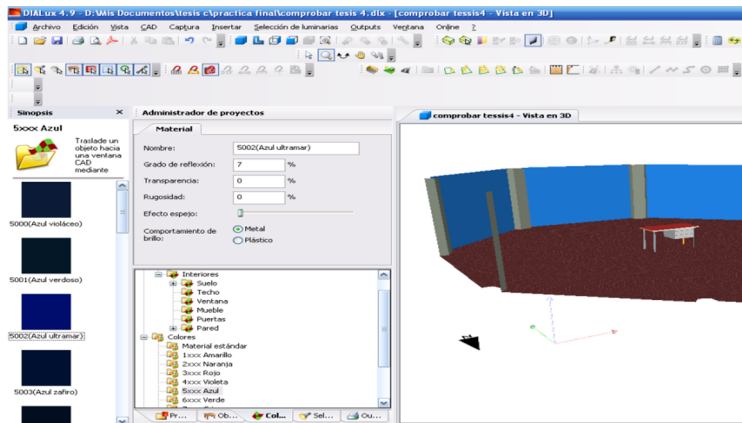 DIALux 4.9 - D:\Mis Documentos\tesis c\practica final\comprobar tesis 4.dlx - [comprobar tessis4 - Vista en 3D]
Archivo Edición Vista CAD Captura Insertar Selección de luminarias Outputs Ventana Online ?
Sinopsis
Administrador de proyectos
comprobar tessis4 - Vista en 3D
5xxx Azul
Traslade un
objeto hacia
una ventana
CAD
mediante
5000(Azul violáceo)
5001(Azul verdoso)
5002(Azul ultramar)
5003(Azul zafiro)
Material
Nombre: 5002(Azul ultramar)
Grado de reflexión: 7 %
Transparencia: 0 %
Rugosidad: 0 %
Efecto espejo:
Comportamiento de
brillo:
Metal
Plástico
Interiores
Suelo
Techo
Ventana
Mueble
Puertas
Pared
Colores
Material estándar
1xxx Amarillo
2xxx Naranja
3xxx Rojo
4xxx Violeta
5xxx Azul
6xxx Verde
Pr... Ob... Col... Sel... Ou...